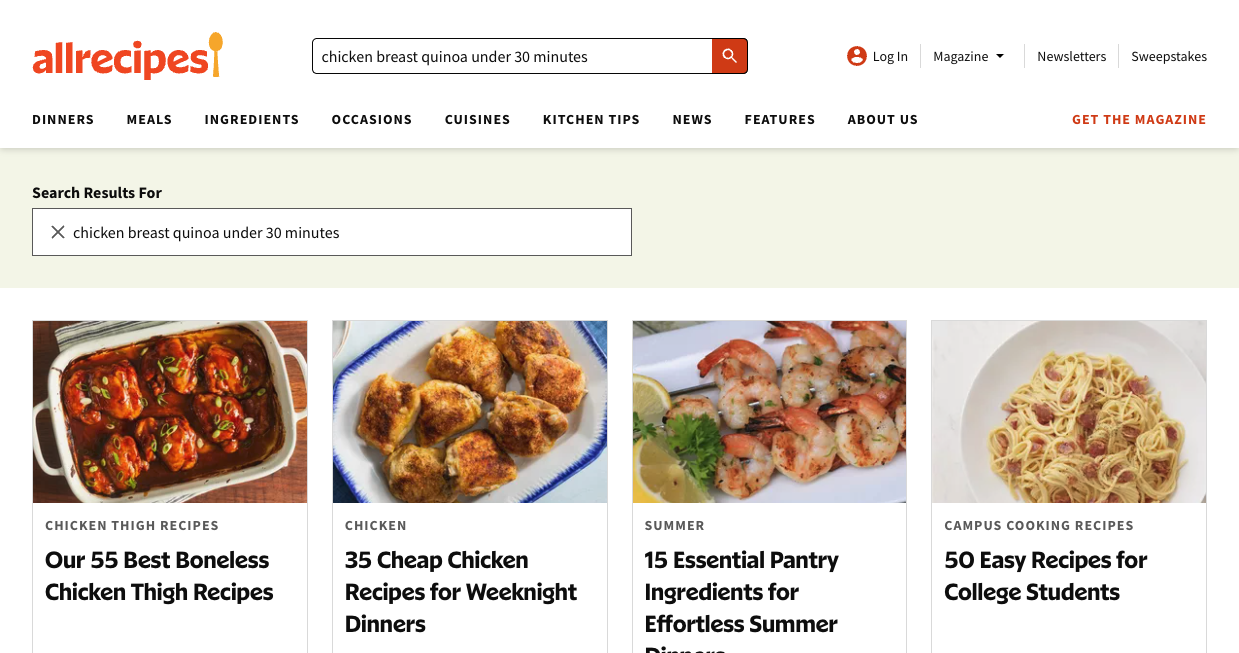 allrecipes
chicken breast quinoa under 30 minutes
Log In
Magazine
Newsletters
Sweepstakes
DINNERS
MEALS
INGREDIENTS
OCCASIONS
CUISINES
KITCHEN TIPS
NEWS
FEATURES
ABOUT US
GET THE MAGAZINE
Search Results For
chicken breast quinoa under 30 minutes
CHICKEN THIGH RECIPES
Our 55 Best Boneless
Chicken Thigh Recipes
CHICKEN
35 Cheap Chicken
Recipes for Weeknight
Dinners
SUMMER
15 Essential Pantry
Ingredients for
Effortless Summer
Dinners
CAMPUS COOKING RECIPES
50 Easy Recipes for
College Students